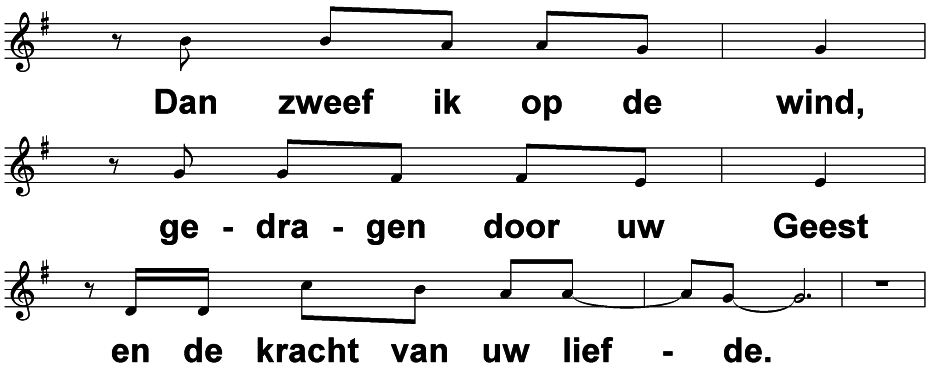 Dan zweef ik op de wind,
ge - dra - gen door uw Geest
en de kracht van uw lief - de.